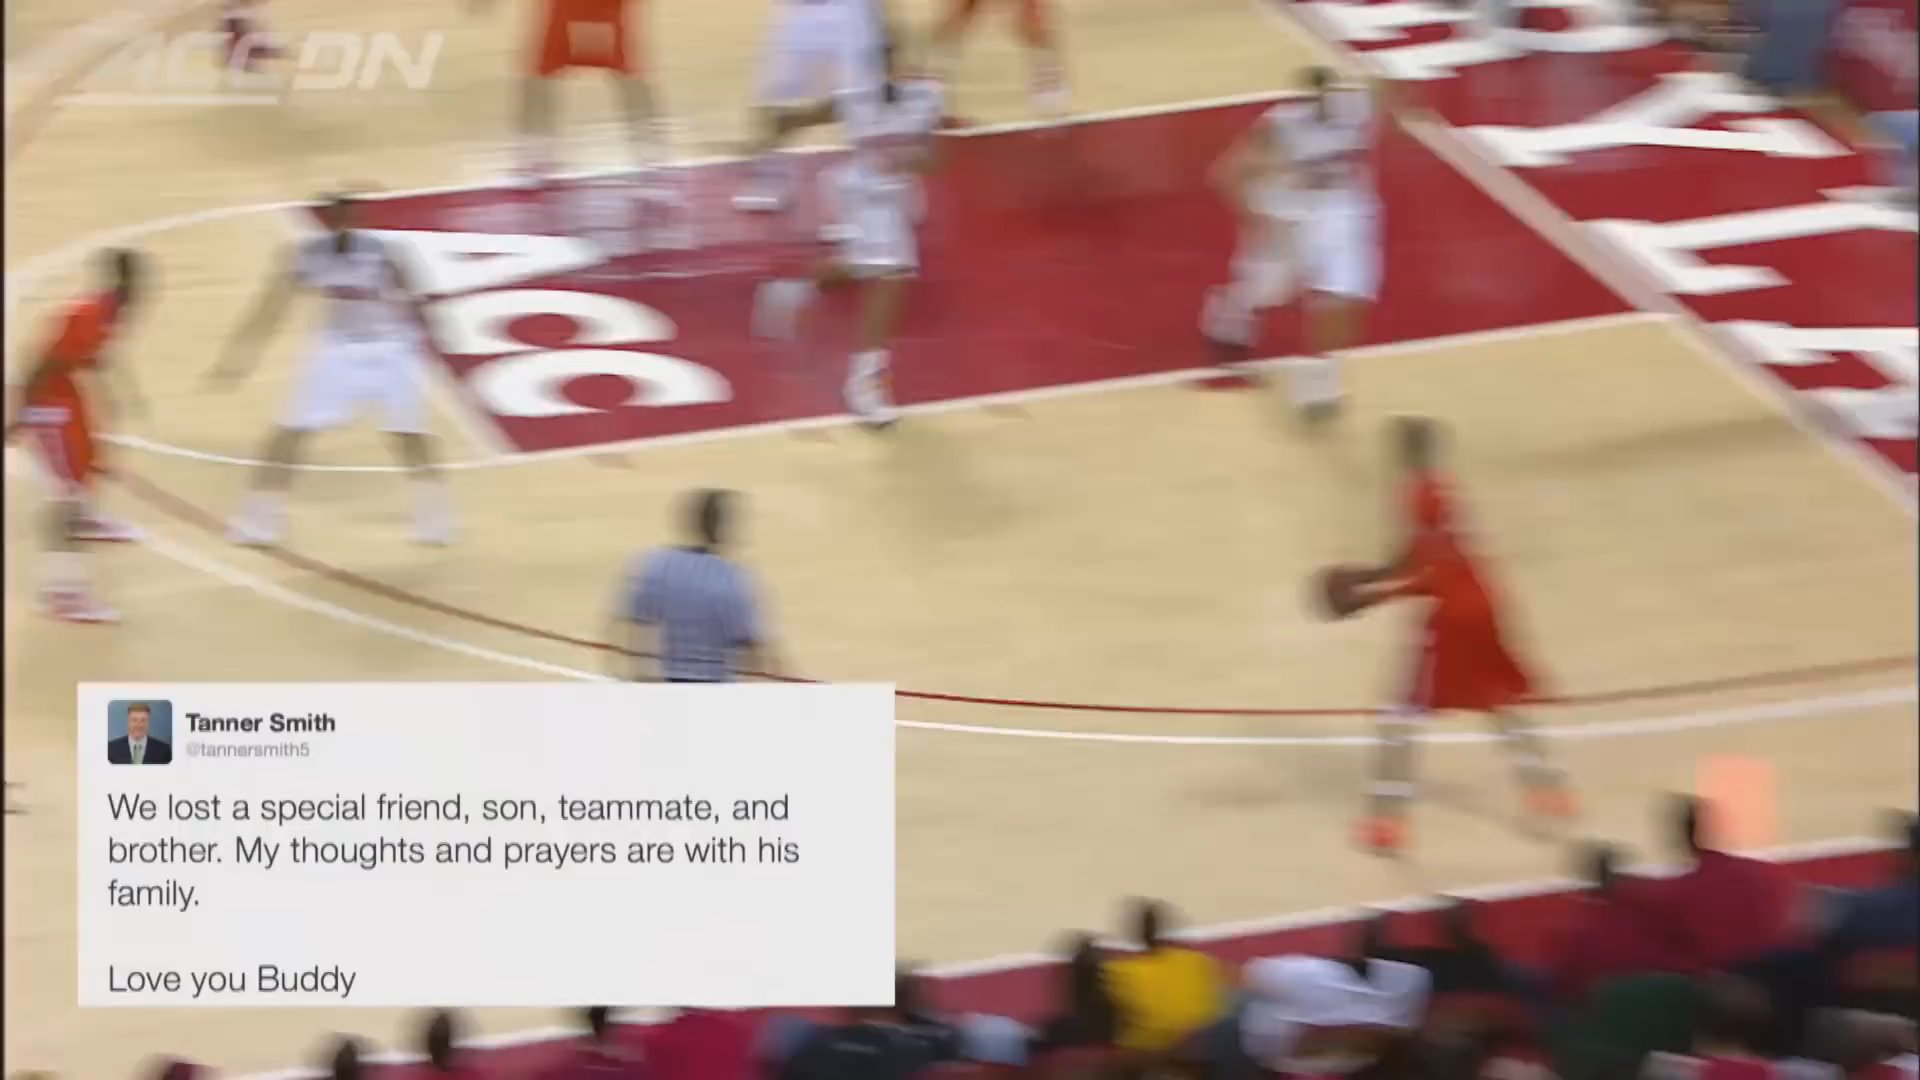 ACCDN
ACC
Tanner Smith
@tannersmith5
We lost a special friend, son, teammate, and
brother. My thoughts and prayers are with his
family.
Love you Buddy